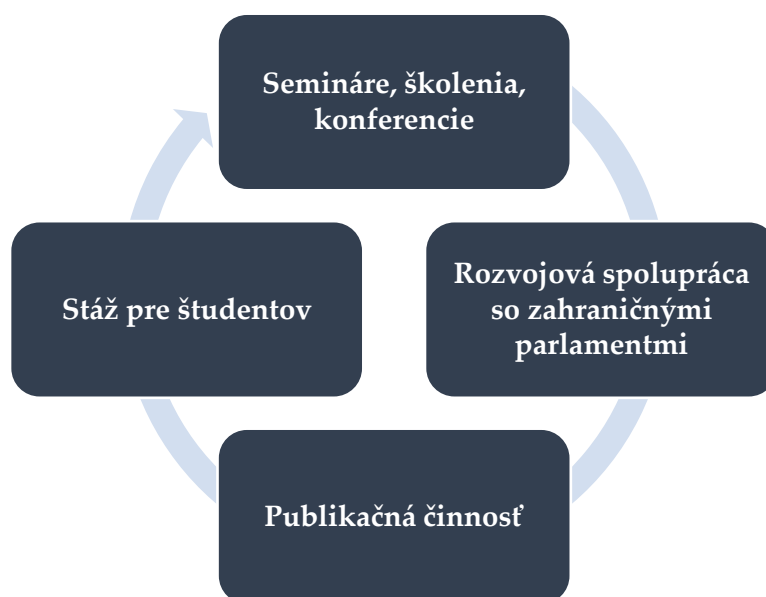 Semináre, školenia,
konferencie
Rozvojová spolupráca
so zahraničnými
parlamentmi
Stáž pre študentov
Publikačná činnosť